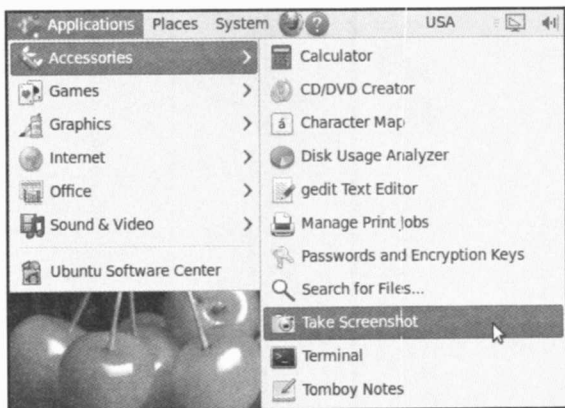 Applications Places System USA
Accessories
Games
Graphics
Internet
Office
Sound & Video
Ubuntu Software Center
Calculator
CD/DVD Creator
Character Map
Disk Usage Analyzer
gedit Text Editor
Manage Print Jobs
Passwords and Encryption Keys
Search for Files...
Take Screenshot
Terminal
Tomboy Notes